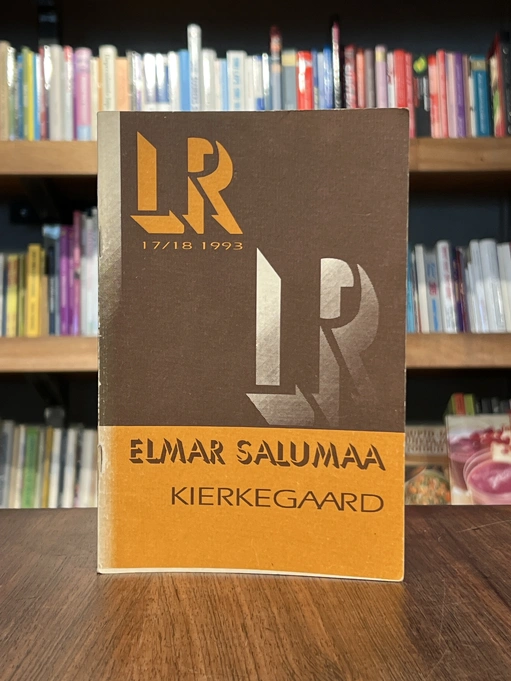 LR
17/18 1993
LR
ELMAR SALUMAA
KIERKEGAARD